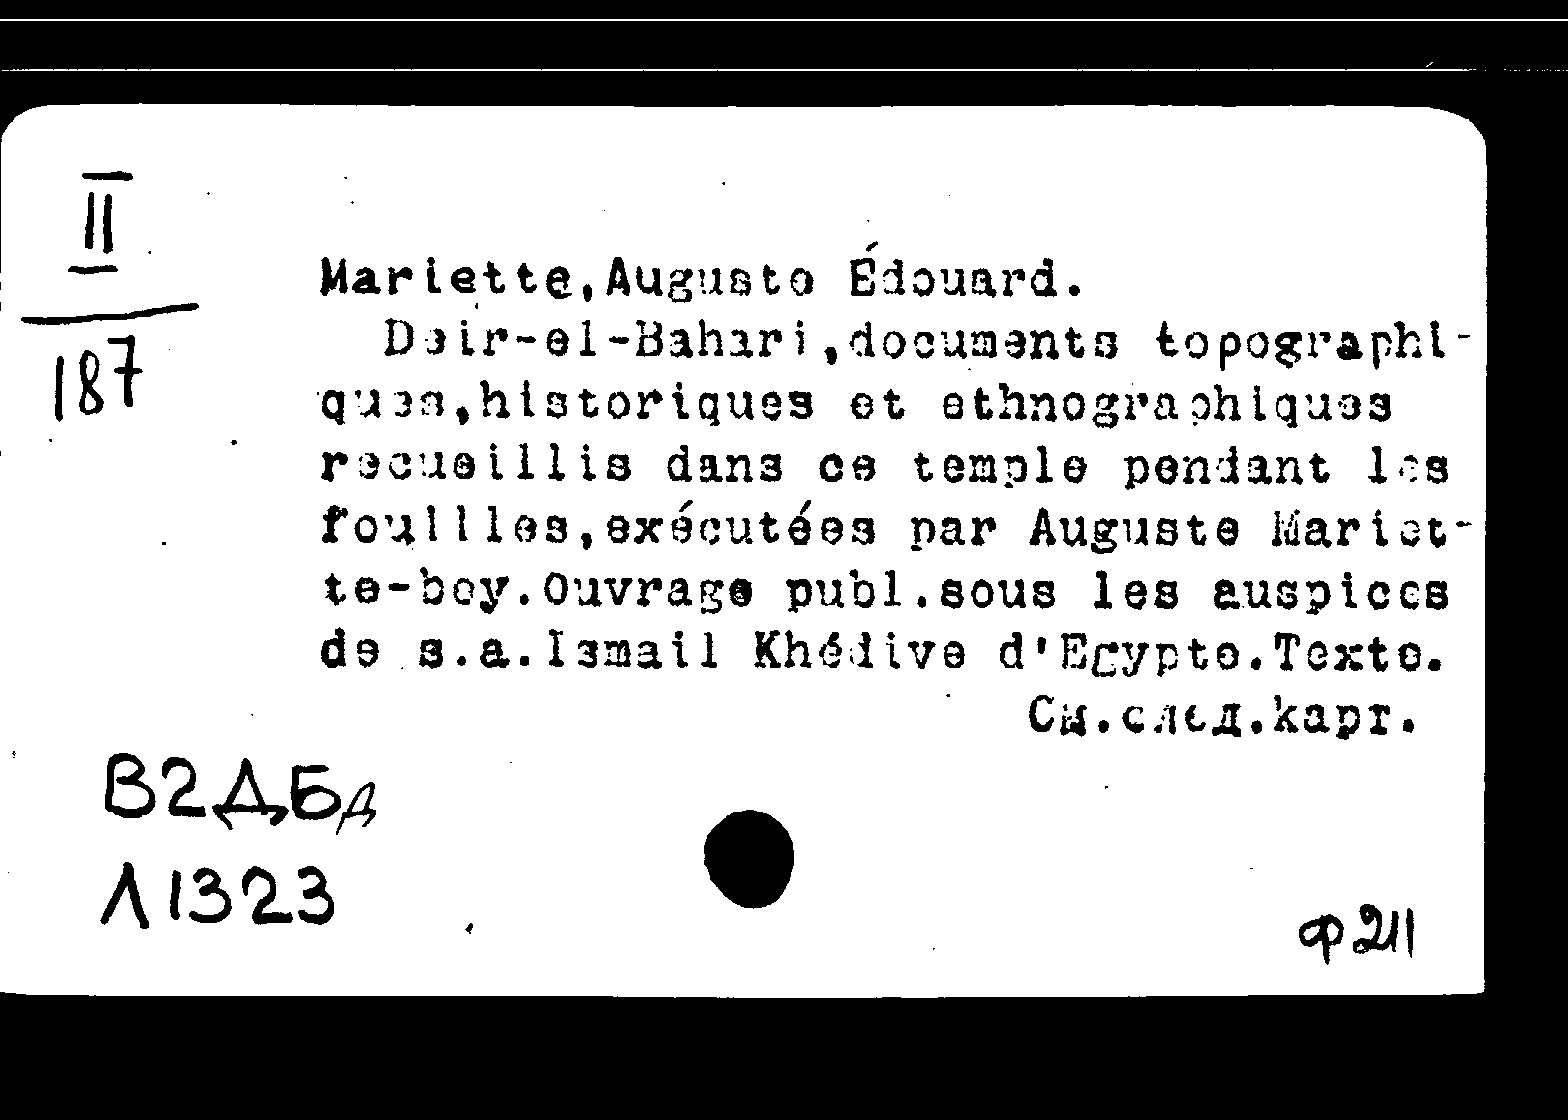 II
187
Mariette,Auguste Édouard.
Deir-el-Bahari,documents topographi-
ques,historiques et ethnographiques
recueillis dans ce temple pendant les
fouilles,exécutées par Auguste Mariet-
te-bey.Ouvrage publ.sous les auspices
de s.a.Ismail Khédive d'Egypte.Texte.
См.след.карт.
В2ДБд
Л1323
ф211